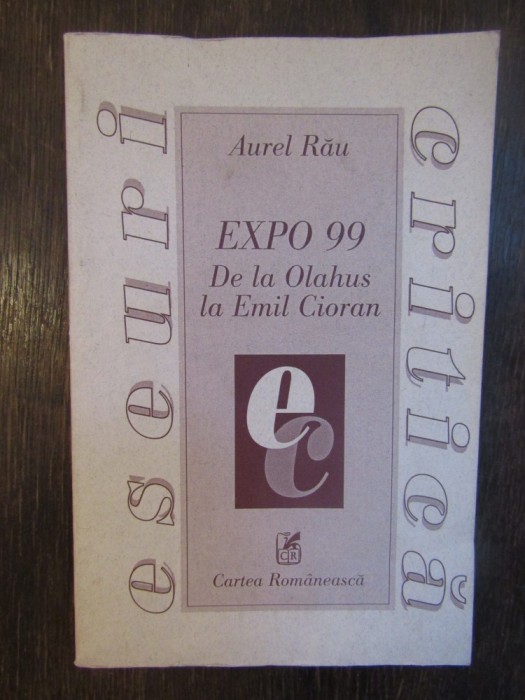 eseuri
critică
Aurel Rău
EXPO 99
De la Olahus
la Emil Cioran
ec
CR
Cartea Românească